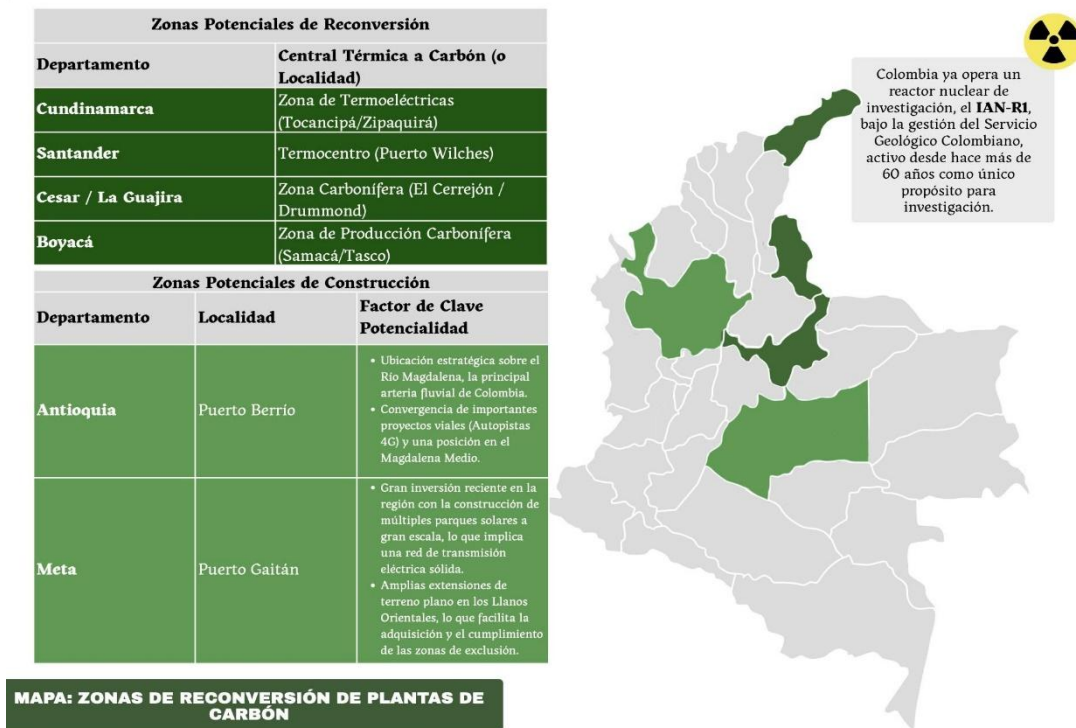 Zonas Potenciales de Reconversión
Departamento
Central Térmica a Carbón (o
Localidad)
Cundinamarca
Zona de Termoeléctricas
(Tocancipá/Zipaquirá)
Santander
Termocentro (Puerto Wilches)
Cesar / La Guajira
Zona Carbonífera (El Cerrejón /
Drummond)
Boyacá
Zona de Producción Carbonífera
(Samacá/Tasco)
Zonas Potenciales de Construcción
Departamento
Localidad
Factor de Clave
Potencialidad
Antioquia
Puerto Berrío
• Ubicación estratégica sobre el
Río Magdalena, la principal
arteria fluvial de Colombia.
• Convergencia de importantes
proyectos viales (Autopistas
4G) y una posición en el
Magdalena Medio.
Meta
Puerto Gaitán
• Gran inversión reciente en la
región con la construcción de
múltiples parques solares a
gran escala, lo que implica
una red de transmisión
eléctrica sólida.
• Amplias extensiones de
terreno plano en los Llanos
Orientales, lo que facilita la
adquisición y el cumplimiento
de las zonas de exclusión.
MAPA: ZONAS DE RECONVERSIÓN DE PLANTAS DE
CARBÓN
Colombia ya opera un
reactor nuclear de
investigación, el IAN-R1,
bajo la gestión del Servicio
Geológico Colombiano,
activo desde hace más de
60 años como único
propósito para
investigación.